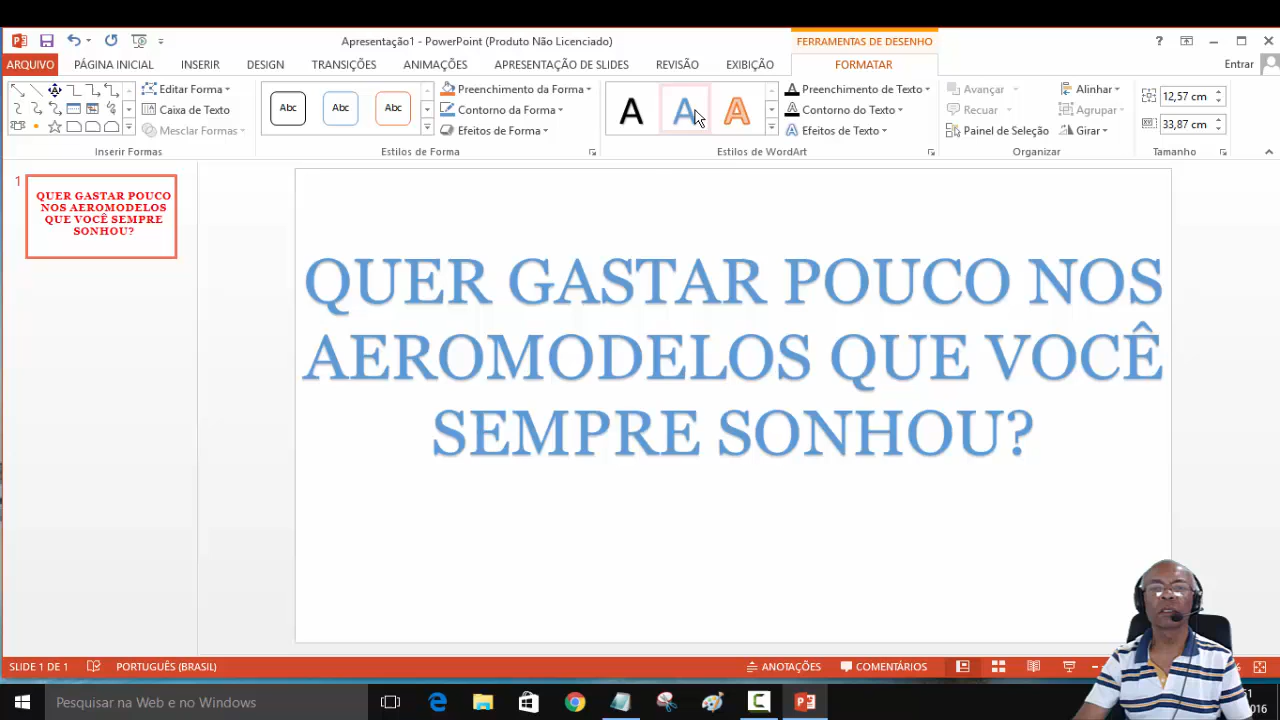 Apresentação1 - PowerPoint (Produto Não Licenciado)
FERRAMENTAS DE DESENHO
?
ARQUIVO PÁGINA INICIAL INSERIR DESIGN TRANSIÇÕES ANIMAÇÕES APRESENTAÇÃO DE SLIDES REVISÃO EXIBIÇÃO FORMATAR Entrar
Editar Forma
Caixa de Texto
Mesclar Formas
Inserir Formas
Abc Abc Abc
Preenchimento da Forma
Contorno da Forma
Efeitos de Forma
Estilos de Forma
A A A
Preenchimento de Texto
Contorno do Texto
Efeitos de Texto
Estilos de WordArt
Avançar
Recuar
Painel de Seleção
Alinhar
Agrupar
Girar
Organizar
12,57 cm
33,87 cm
Tamanho
1
QUER GASTAR POUCO
NOS AEROMODELOS
QUE VOCÊ SEMPRE
SONHOU?
QUER GASTAR POUCO NOS
AEROMODELOS QUE VOCÊ
SEMPRE SONHOU?
SLIDE 1 DE 1 PORTUGUÊS (BRASIL) ANOTAÇÕES COMENTÁRIOS
Pesquisar na Web e no Windows